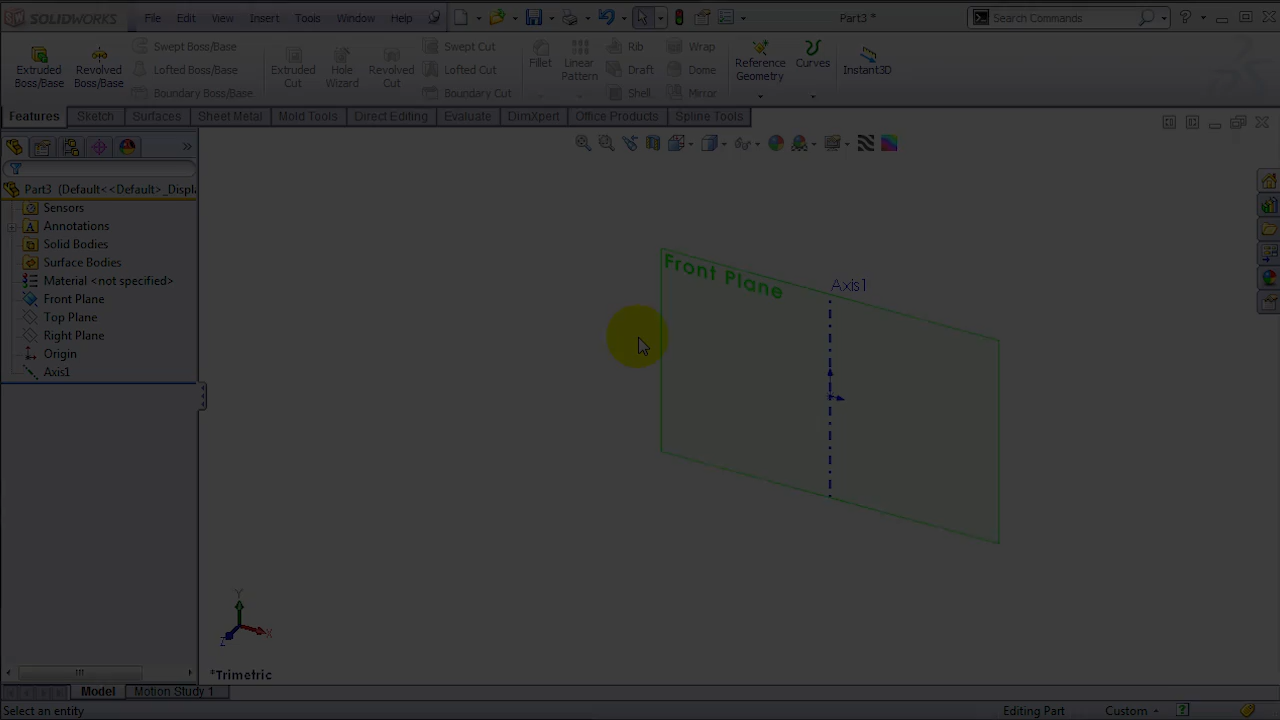 SOLIDWORKS File Edit View Insert Tools Window Help Part3 * Search Commands
Extruded Boss/Base
Revolved Boss/Base
Swept Boss/Base
Lofted Boss/Base
Boundary Boss/Base
Extruded Cut
Hole Wizard
Revolved Cut
Swept Cut
Lofted Cut
Boundary Cut
Fillet
Linear Pattern
Rib
Draft
Shell
Wrap
Dome
Mirror
Reference Geometry
Curves
Instant3D
Features Sketch Surfaces Sheet Metal Mold Tools Direct Editing Evaluate DimXpert Office Products Spline Tools
Part3 (Default<<Default>_Displa
Sensors
Annotations
Solid Bodies
Surface Bodies
Material <not specified>
Front Plane
Top Plane
Right Plane
Origin
Axis1
Front Plane
Axis1
Y
X
Z
*Trimetric
Model Motion Study 1
Select an entity Editing Part Custom